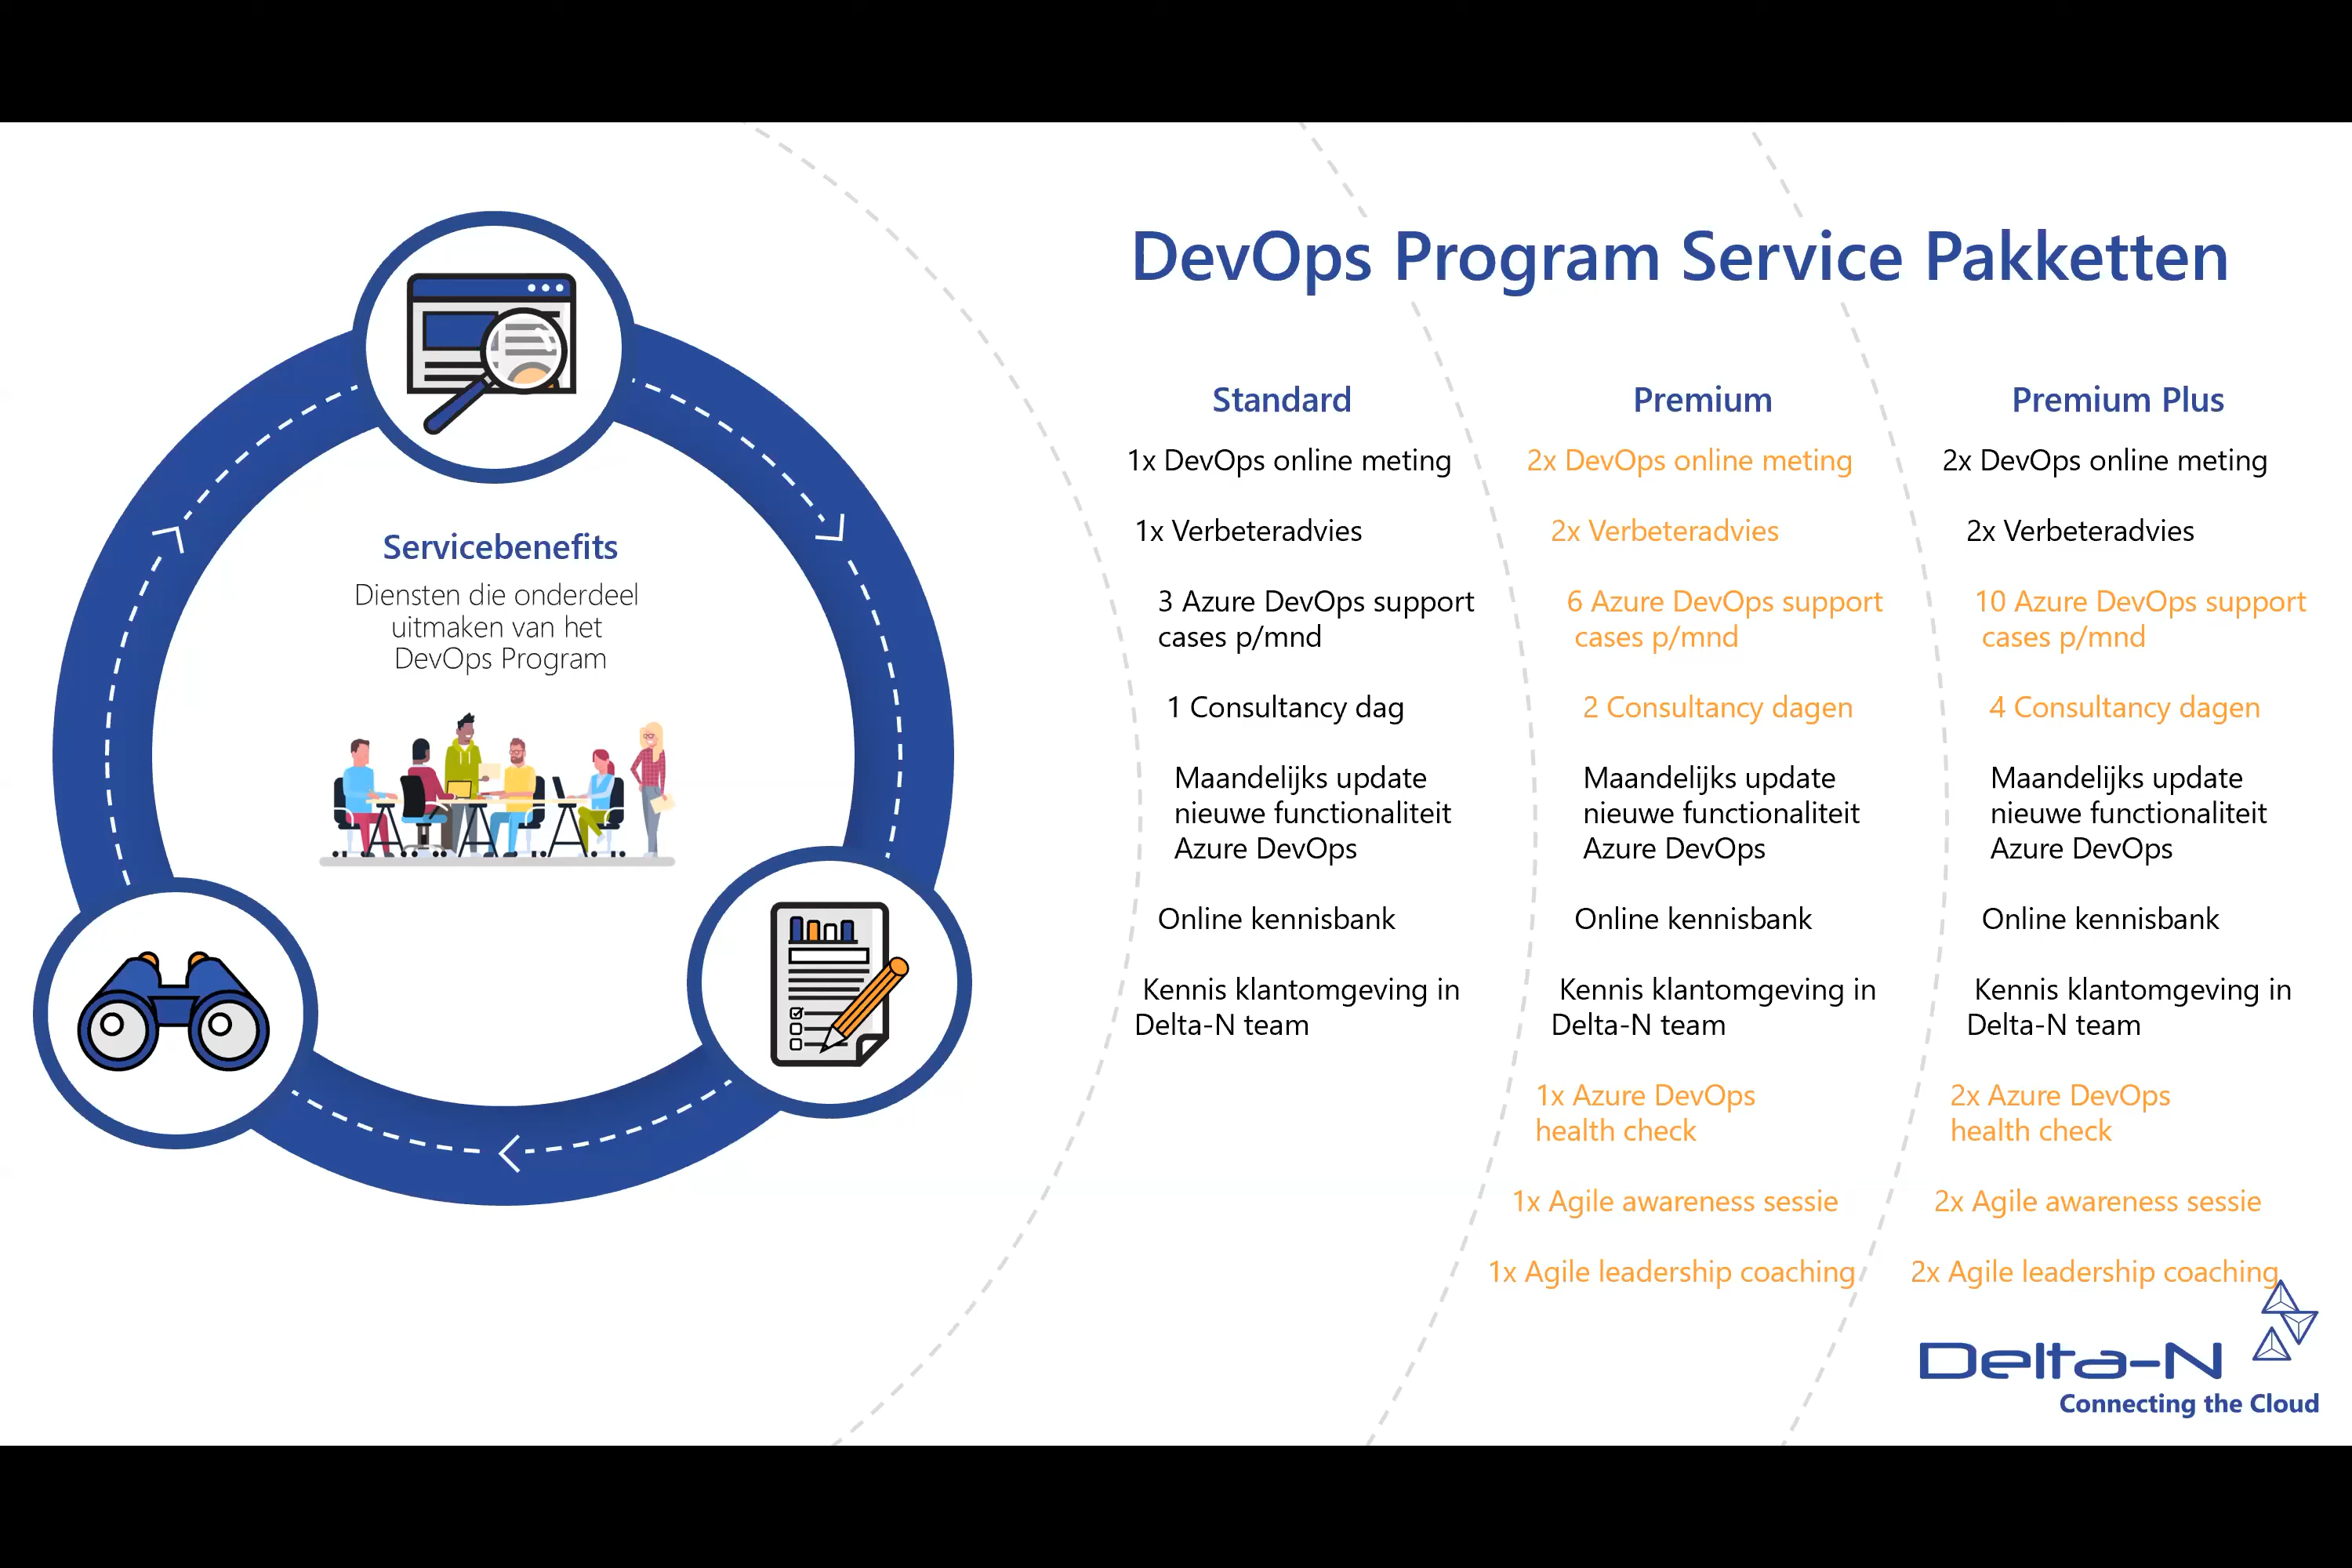 DevOps Program Service Pakketten
Servicebenefits
Diensten die onderdeel
uitmaken van het
DevOps Program
Standard
1x DevOps online meting
1x Verbeteradvies
3 Azure DevOps support
cases p/mnd
1 Consultancy dag
Maandelijks update
nieuwe functionaliteit
Azure DevOps
Online kennisbank
Kennis klantomgeving in
Delta-N team
Premium
2x DevOps online meting
2x Verbeteradvies
6 Azure DevOps support
cases p/mnd
2 Consultancy dagen
Maandelijks update
nieuwe functionaliteit
Azure DevOps
Online kennisbank
Kennis klantomgeving in
Delta-N team
1x Azure DevOps
health check
1x Agile awareness sessie
1x Agile leadership coaching
Premium Plus
2x DevOps online meting
2x Verbeteradvies
10 Azure DevOps support
cases p/mnd
4 Consultancy dagen
Maandelijks update
nieuwe functionaliteit
Azure DevOps
Online kennisbank
Kennis klantomgeving in
Delta-N team
2x Azure DevOps
health check
2x Agile awareness sessie
2x Agile leadership coaching
Delta-N
Connecting the Cloud